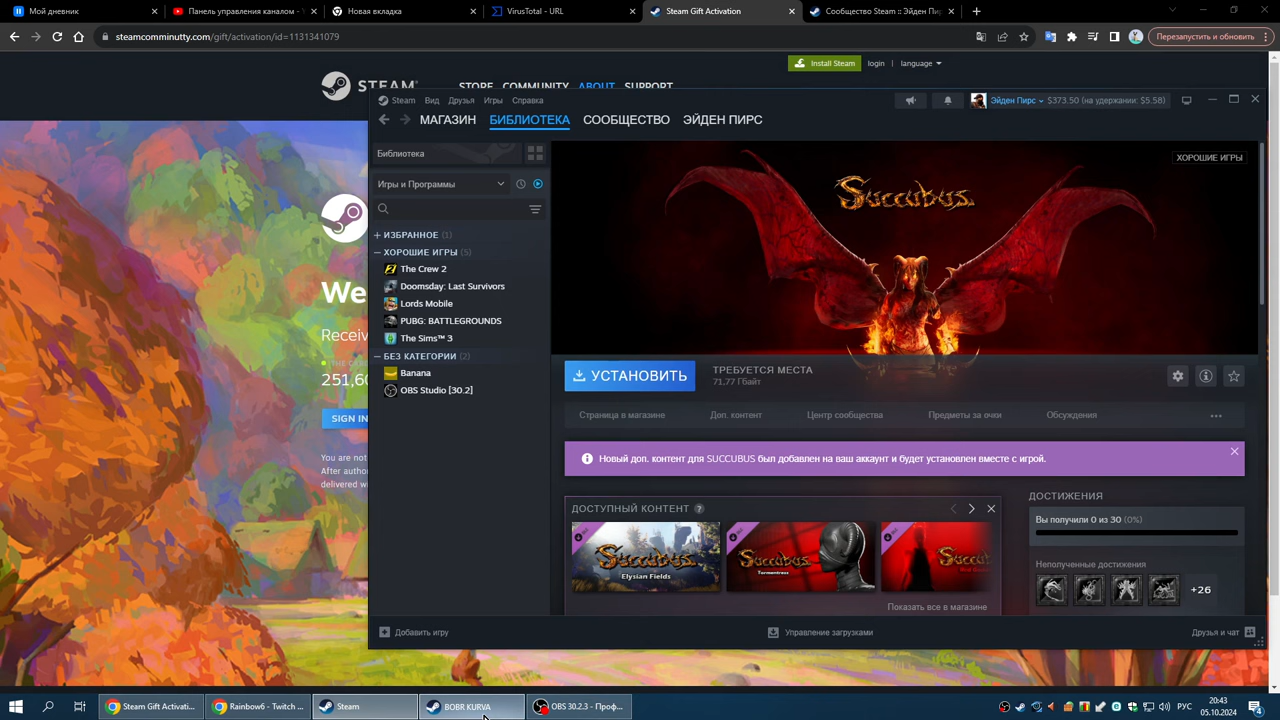 Мой дневник
Панель управления каналом - Y
Новая вкладка
VirusTotal - URL
Steam Gift Activation
Сообщество Steam :: Эйден Пир
steamcomminutty.com/gift/activation/id=1131341079
Перезапустить и обновить
Install Steam
login
language
STEAM
STORE
COMMUNITY
ABOUT
SUPPORT
Steam
Вид
Друзья
Игры
Справка
Эйден Пирс
$373.50 (на удержании: $5.58)
МАГАЗИН
БИБЛИОТЕКА
СООБЩЕСТВО
ЭЙДЕН ПИРС
Библиотека
Игры и Программы
ИЗБРАННОЕ (1)
ХОРОШИЕ ИГРЫ (5)
The Crew 2
Doomsday: Last Survivors
Lords Mobile
PUBG: BATTLEGROUNDS
The Sims™ 3
БЕЗ КАТЕГОРИИ (2)
Banana
OBS Studio [30.2]
We
Receiv
251,60
SIGN IN
You are not
After autho
delivered w
ХОРОШИЕ ИГРЫ
Succubus
УСТАНОВИТЬ
ТРЕБУЕТСЯ МЕСТА
71,77 Гбайт
Страница в магазине
Доп. контент
Центр сообщества
Предметы за очки
Обсуждения
Новый доп. контент для SUCCUBUS был добавлен на ваш аккаунт и будет установлен вместе с игрой.
ДОСТУПНЫЙ КОНТЕНТ
Succubus
Elysian Fields
Succubus
Tormentress
Succu
Показать все в магазине
ДОСТИЖЕНИЯ
Вы получили 0 из 30 (0%)
Неполученные достижения
+26
Добавить игру
Управление загрузками
Друзья и чат
Steam Gift Activati...
Rainbow6 - Twitch ...
Steam
BOBR KURVA
OBS 30.2.3 - Проф...
РУС
20:43
05.10.2024
4